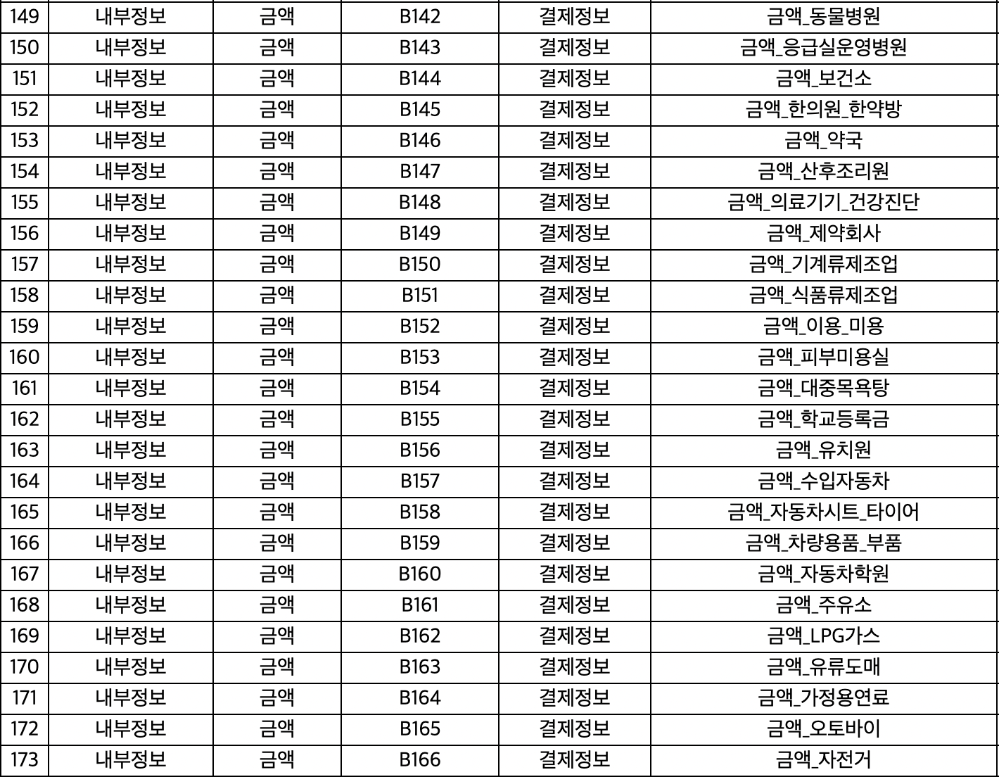 149 내부정보 금액 B142 결제정보 금액_동물병원
150 내부정보 금액 B143 결제정보 금액_응급실운영병원
151 내부정보 금액 B144 결제정보 금액_보건소
152 내부정보 금액 B145 결제정보 금액_한의원_한약방
153 내부정보 금액 B146 결제정보 금액_약국
154 내부정보 금액 B147 결제정보 금액_산후조리원
155 내부정보 금액 B148 결제정보 금액_의료기기_건강진단
156 내부정보 금액 B149 결제정보 금액_제약회사
157 내부정보 금액 B150 결제정보 금액_기계류제조업
158 내부정보 금액 B151 결제정보 금액_식품류제조업
159 내부정보 금액 B152 결제정보 금액_이용_미용
160 내부정보 금액 B153 결제정보 금액_피부미용실
161 내부정보 금액 B154 결제정보 금액_대중목욕탕
162 내부정보 금액 B155 결제정보 금액_학교등록금
163 내부정보 금액 B156 결제정보 금액_유치원
164 내부정보 금액 B157 결제정보 금액_수입자동차
165 내부정보 금액 B158 결제정보 금액_자동차시트_타이어
166 내부정보 금액 B159 결제정보 금액_차량용품_부품
167 내부정보 금액 B160 결제정보 금액_자동차학원
168 내부정보 금액 B161 결제정보 금액_주유소
169 내부정보 금액 B162 결제정보 금액_LPG가스
170 내부정보 금액 B163 결제정보 금액_유류도매
171 내부정보 금액 B164 결제정보 금액_가정용연료
172 내부정보 금액 B165 결제정보 금액_오토바이
173 내부정보 금액 B166 결제정보 금액_자전거